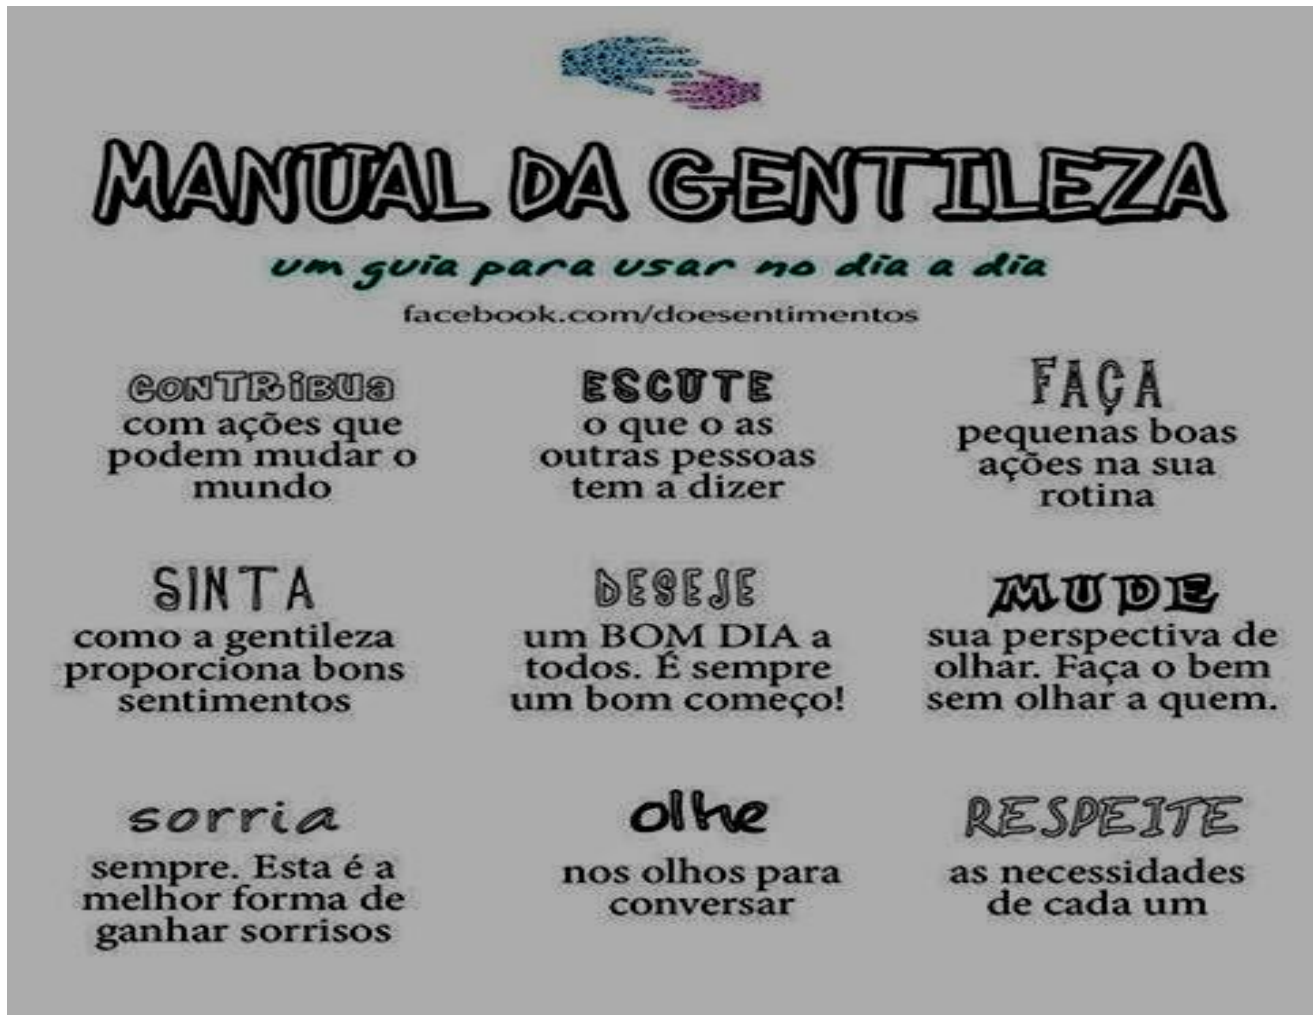 MANUAL DA GENTILEZA
um guia para usar no dia a dia
facebook.com/doesentimentos
CONTRiBUa
com ações que
podem mudar o
mundo
ESCUTE
o que o as
outras pessoas
tem a dizer
FAÇA
pequenas boas
ações na sua
rotina
SINTA
como a gentileza
proporciona bons
sentimentos
DESEJE
um BOM DIA a
todos. É sempre
um bom começo!
MUDE
sua perspectiva de
olhar. Faça o bem
sem olhar a quem.
sorria
sempre. Esta é a
melhor forma de
ganhar sorrisos
olhe
nos olhos para
conversar
RESPEITE
as necessidades
de cada um